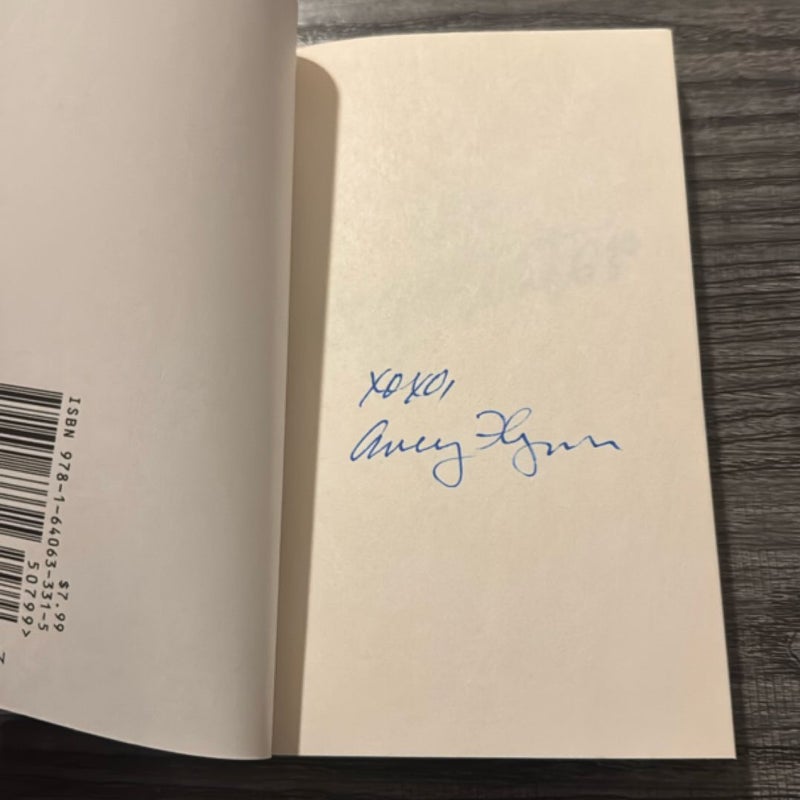 ISBN 978-1-64063-331-5
$7.99
50799>
xoxo,
Avery Flynn